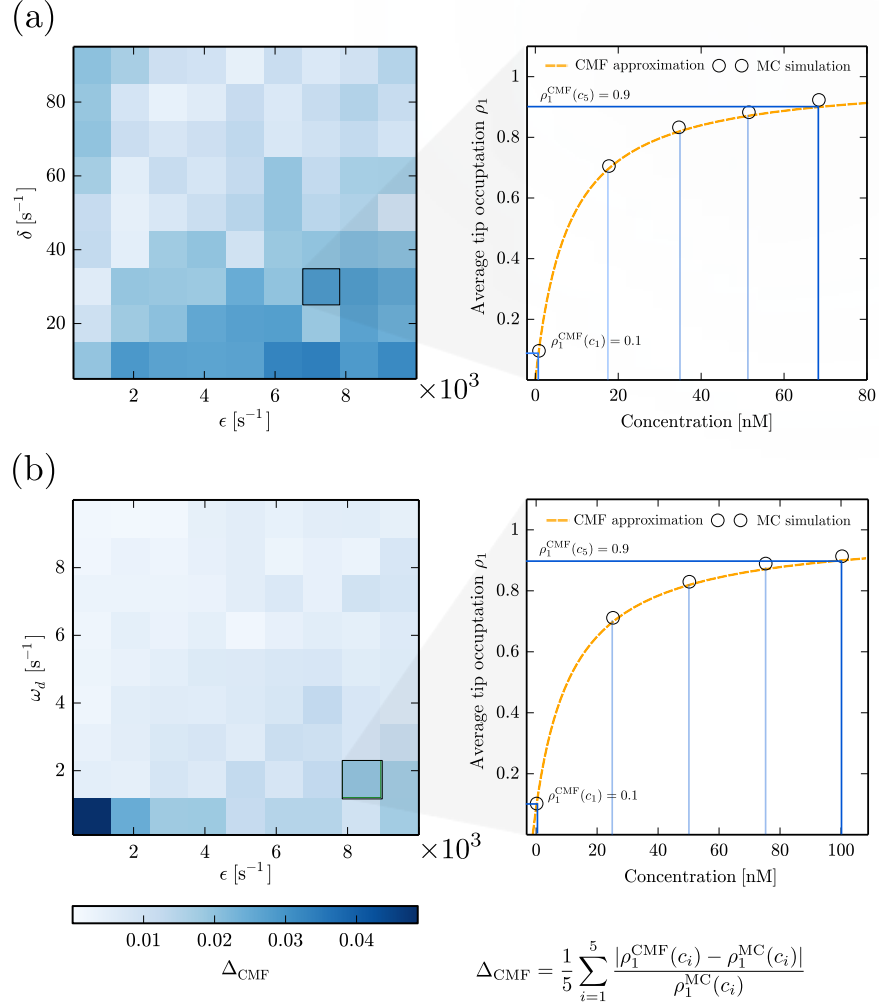 (a)
80
60
40
20
δ [s⁻¹]
2
4
6
8
×10³
ϵ [s⁻¹]
1
0.8
0.6
0.4
0.2
Average tip occuptation ρ₁
CMF approximation
MC simulation
ρ₁^CMF(c₅) = 0.9
ρ₁^CMF(c₁) = 0.1
0
20
40
60
80
Concentration [nM]
(b)
8
6
4
2
ω_d [s⁻¹]
2
4
6
8
×10³
ϵ [s⁻¹]
1
0.8
0.6
0.4
0.2
Average tip occuptation ρ₁
CMF approximation
MC simulation
ρ₁^CMF(c₅) = 0.9
ρ₁^CMF(c₁) = 0.1
0
20
40
60
80
100
Concentration [nM]
0.01
0.02
0.03
0.04
Δ_CMF
Δ_CMF = 1/5 ∑_{i=1}^{5} |ρ₁^CMF(c_i) − ρ₁^MC(c_i)| / ρ₁^MC(c_i)